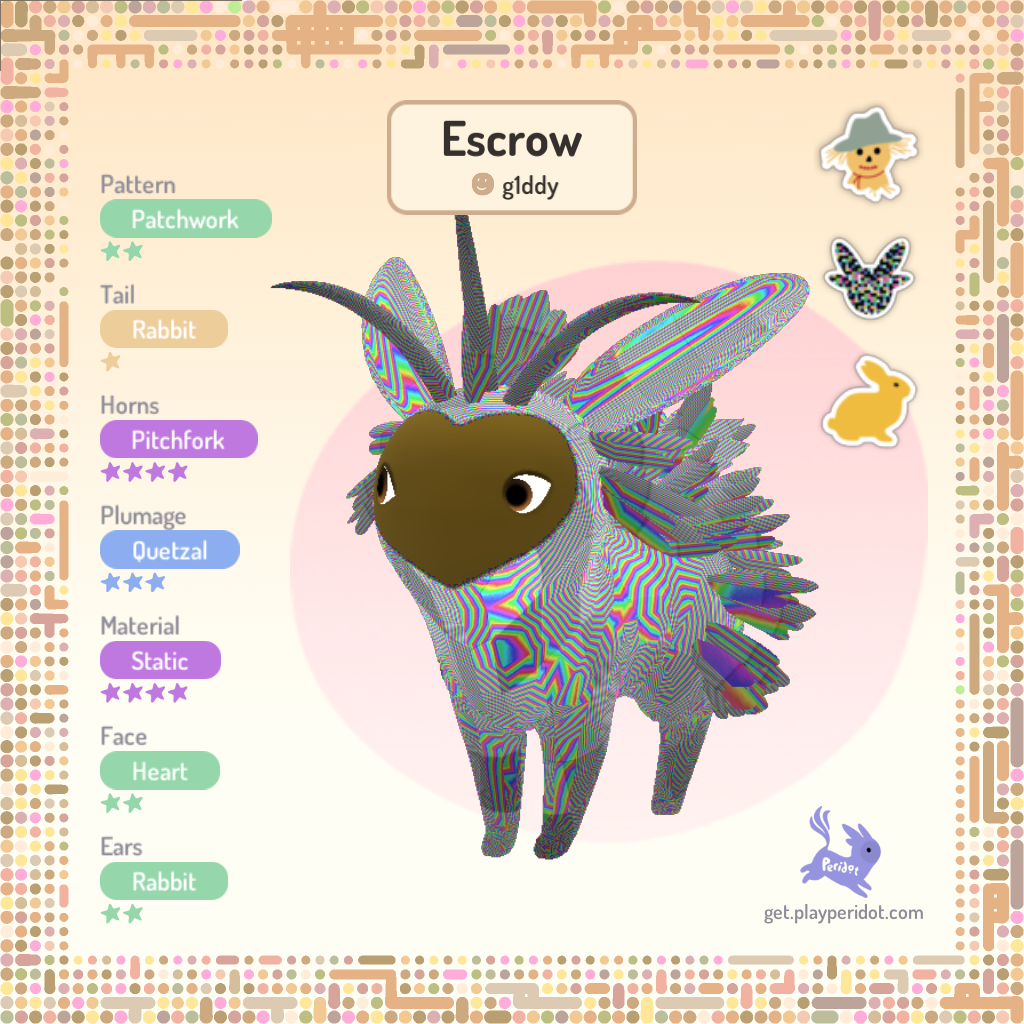 Escrow
g1ddy
Pattern
Patchwork
Tail
Rabbit
Horns
Pitchfork
Plumage
Quetzal
Material
Static
Face
Heart
Ears
Rabbit
Peridot
get.playperidot.com